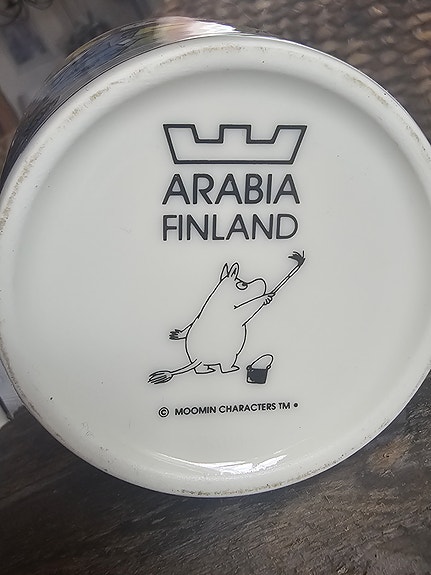 ARABIA
FINLAND
© MOOMIN CHARACTERS TM •